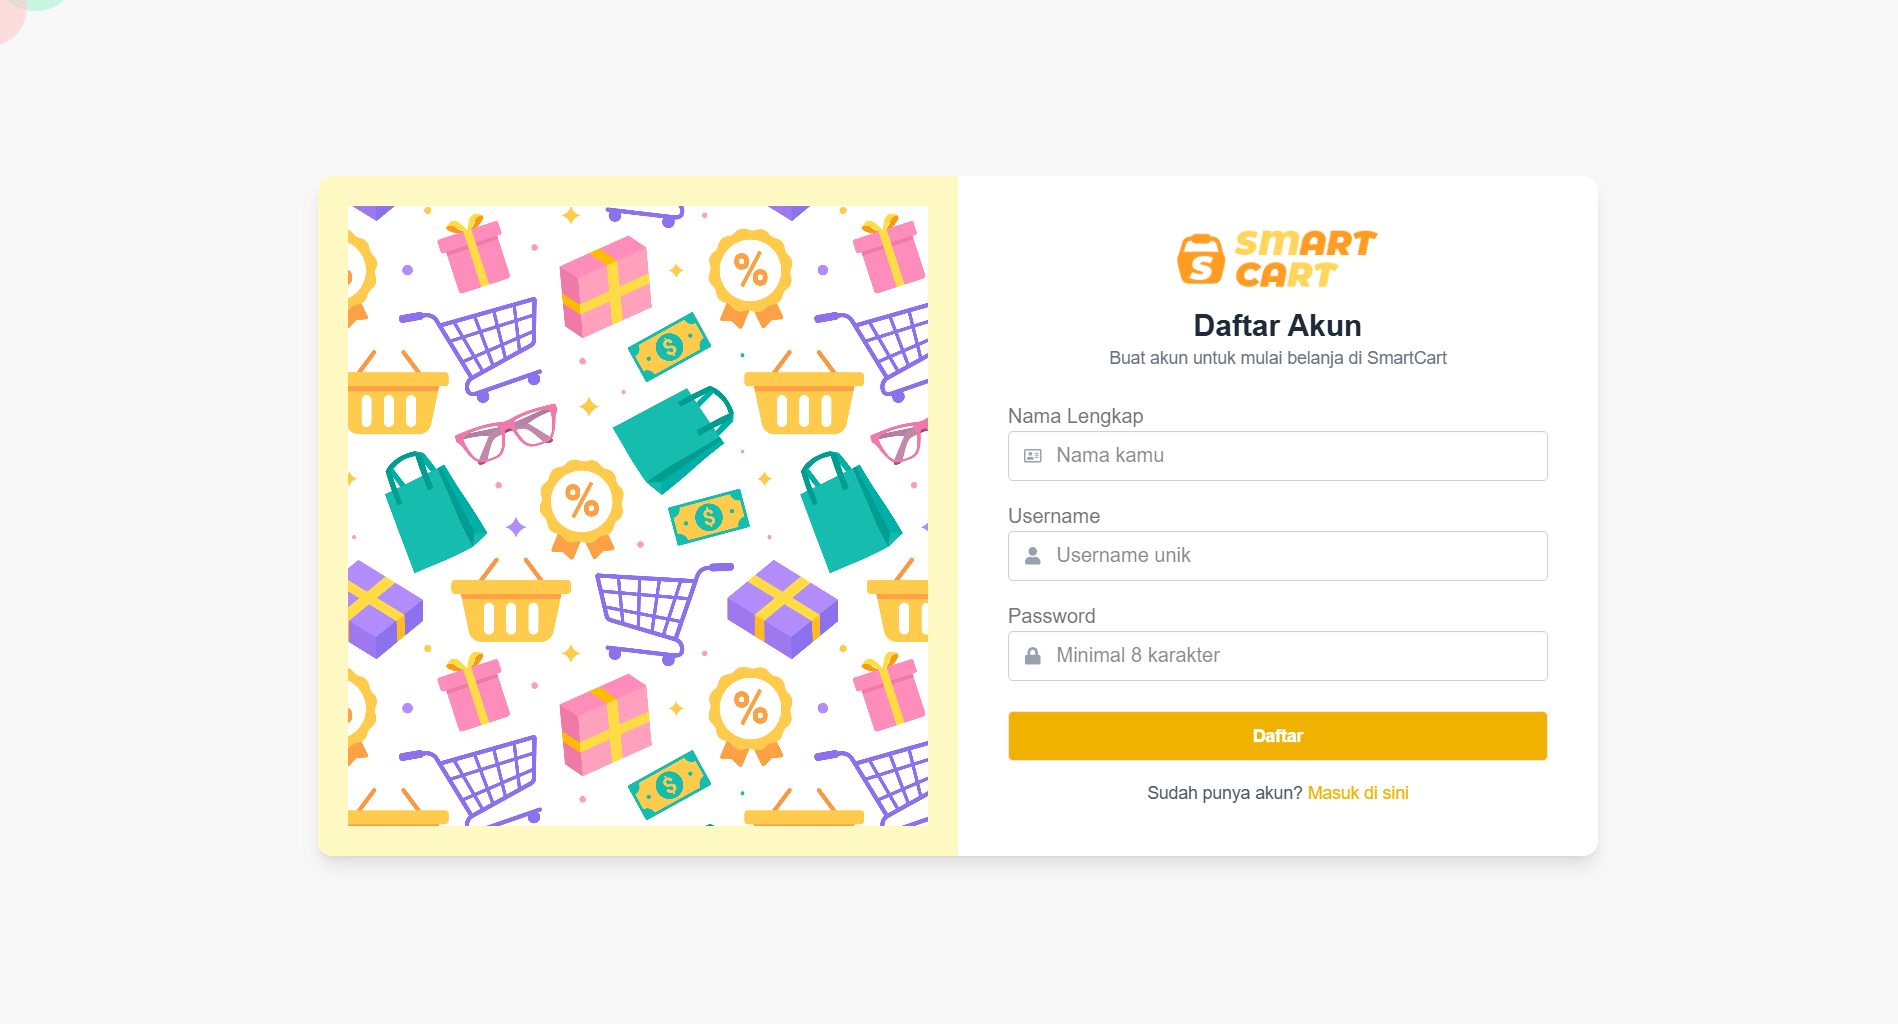 SMART
CART
Daftar Akun
Buat akun untuk mulai belanja di SmartCart
Nama Lengkap
Nama kamu
Username
Username unik
Password
Minimal 8 karakter
Daftar
Sudah punya akun? Masuk di sini